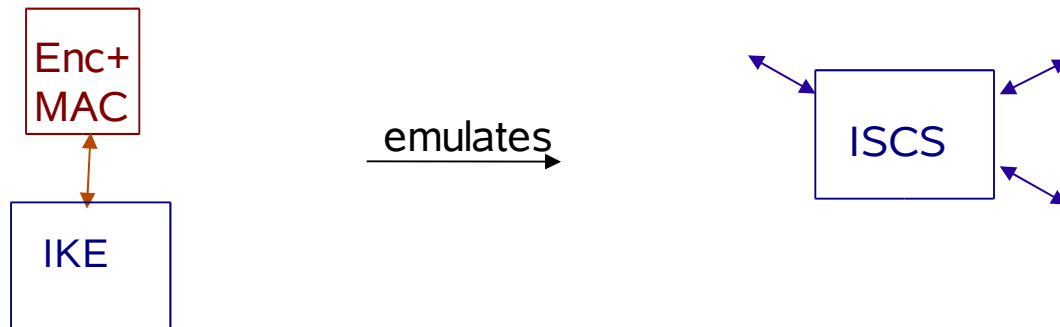 Enc+
MAC
emulates
ISCS
IKE